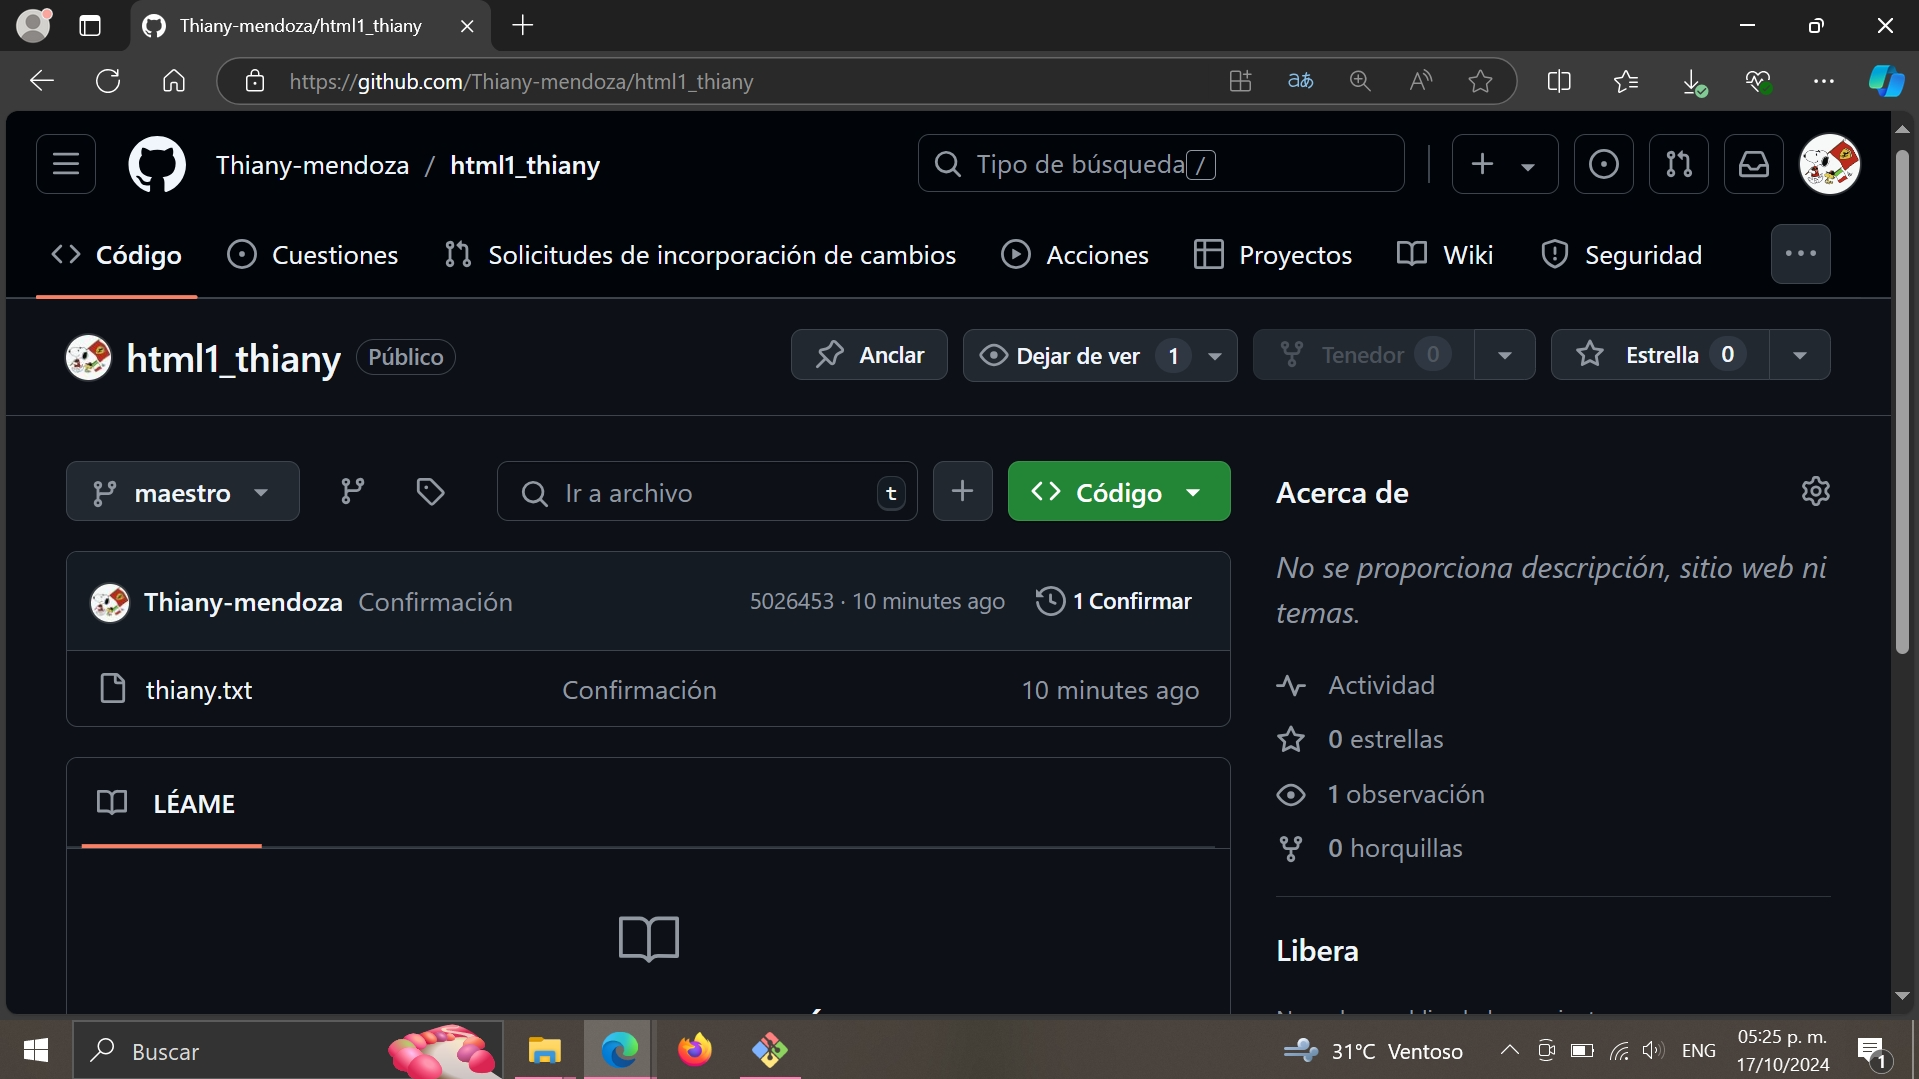 Thiany-mendoza/html1_thiany
https://github.com/Thiany-mendoza/html1_thiany
Thiany-mendoza / html1_thiany
Tipo de búsqueda /
Código
Cuestiones
Solicitudes de incorporación de cambios
Acciones
Proyectos
Wiki
Seguridad
html1_thiany
Público
Anclar
Dejar de ver 1
Tenedor 0
Estrella 0
maestro
Ir a archivo
t
Código
Acerca de
No se proporciona descripción, sitio web ni
temas.
Thiany-mendoza Confirmación
5026453 · 10 minutes ago
1 Confirmar
thiany.txt
Confirmación
10 minutes ago
Actividad
0 estrellas
1 observación
0 horquillas
LÉAME
Libera
Buscar
31°C Ventoso
ENG
05:25 p. m.
17/10/2024
1